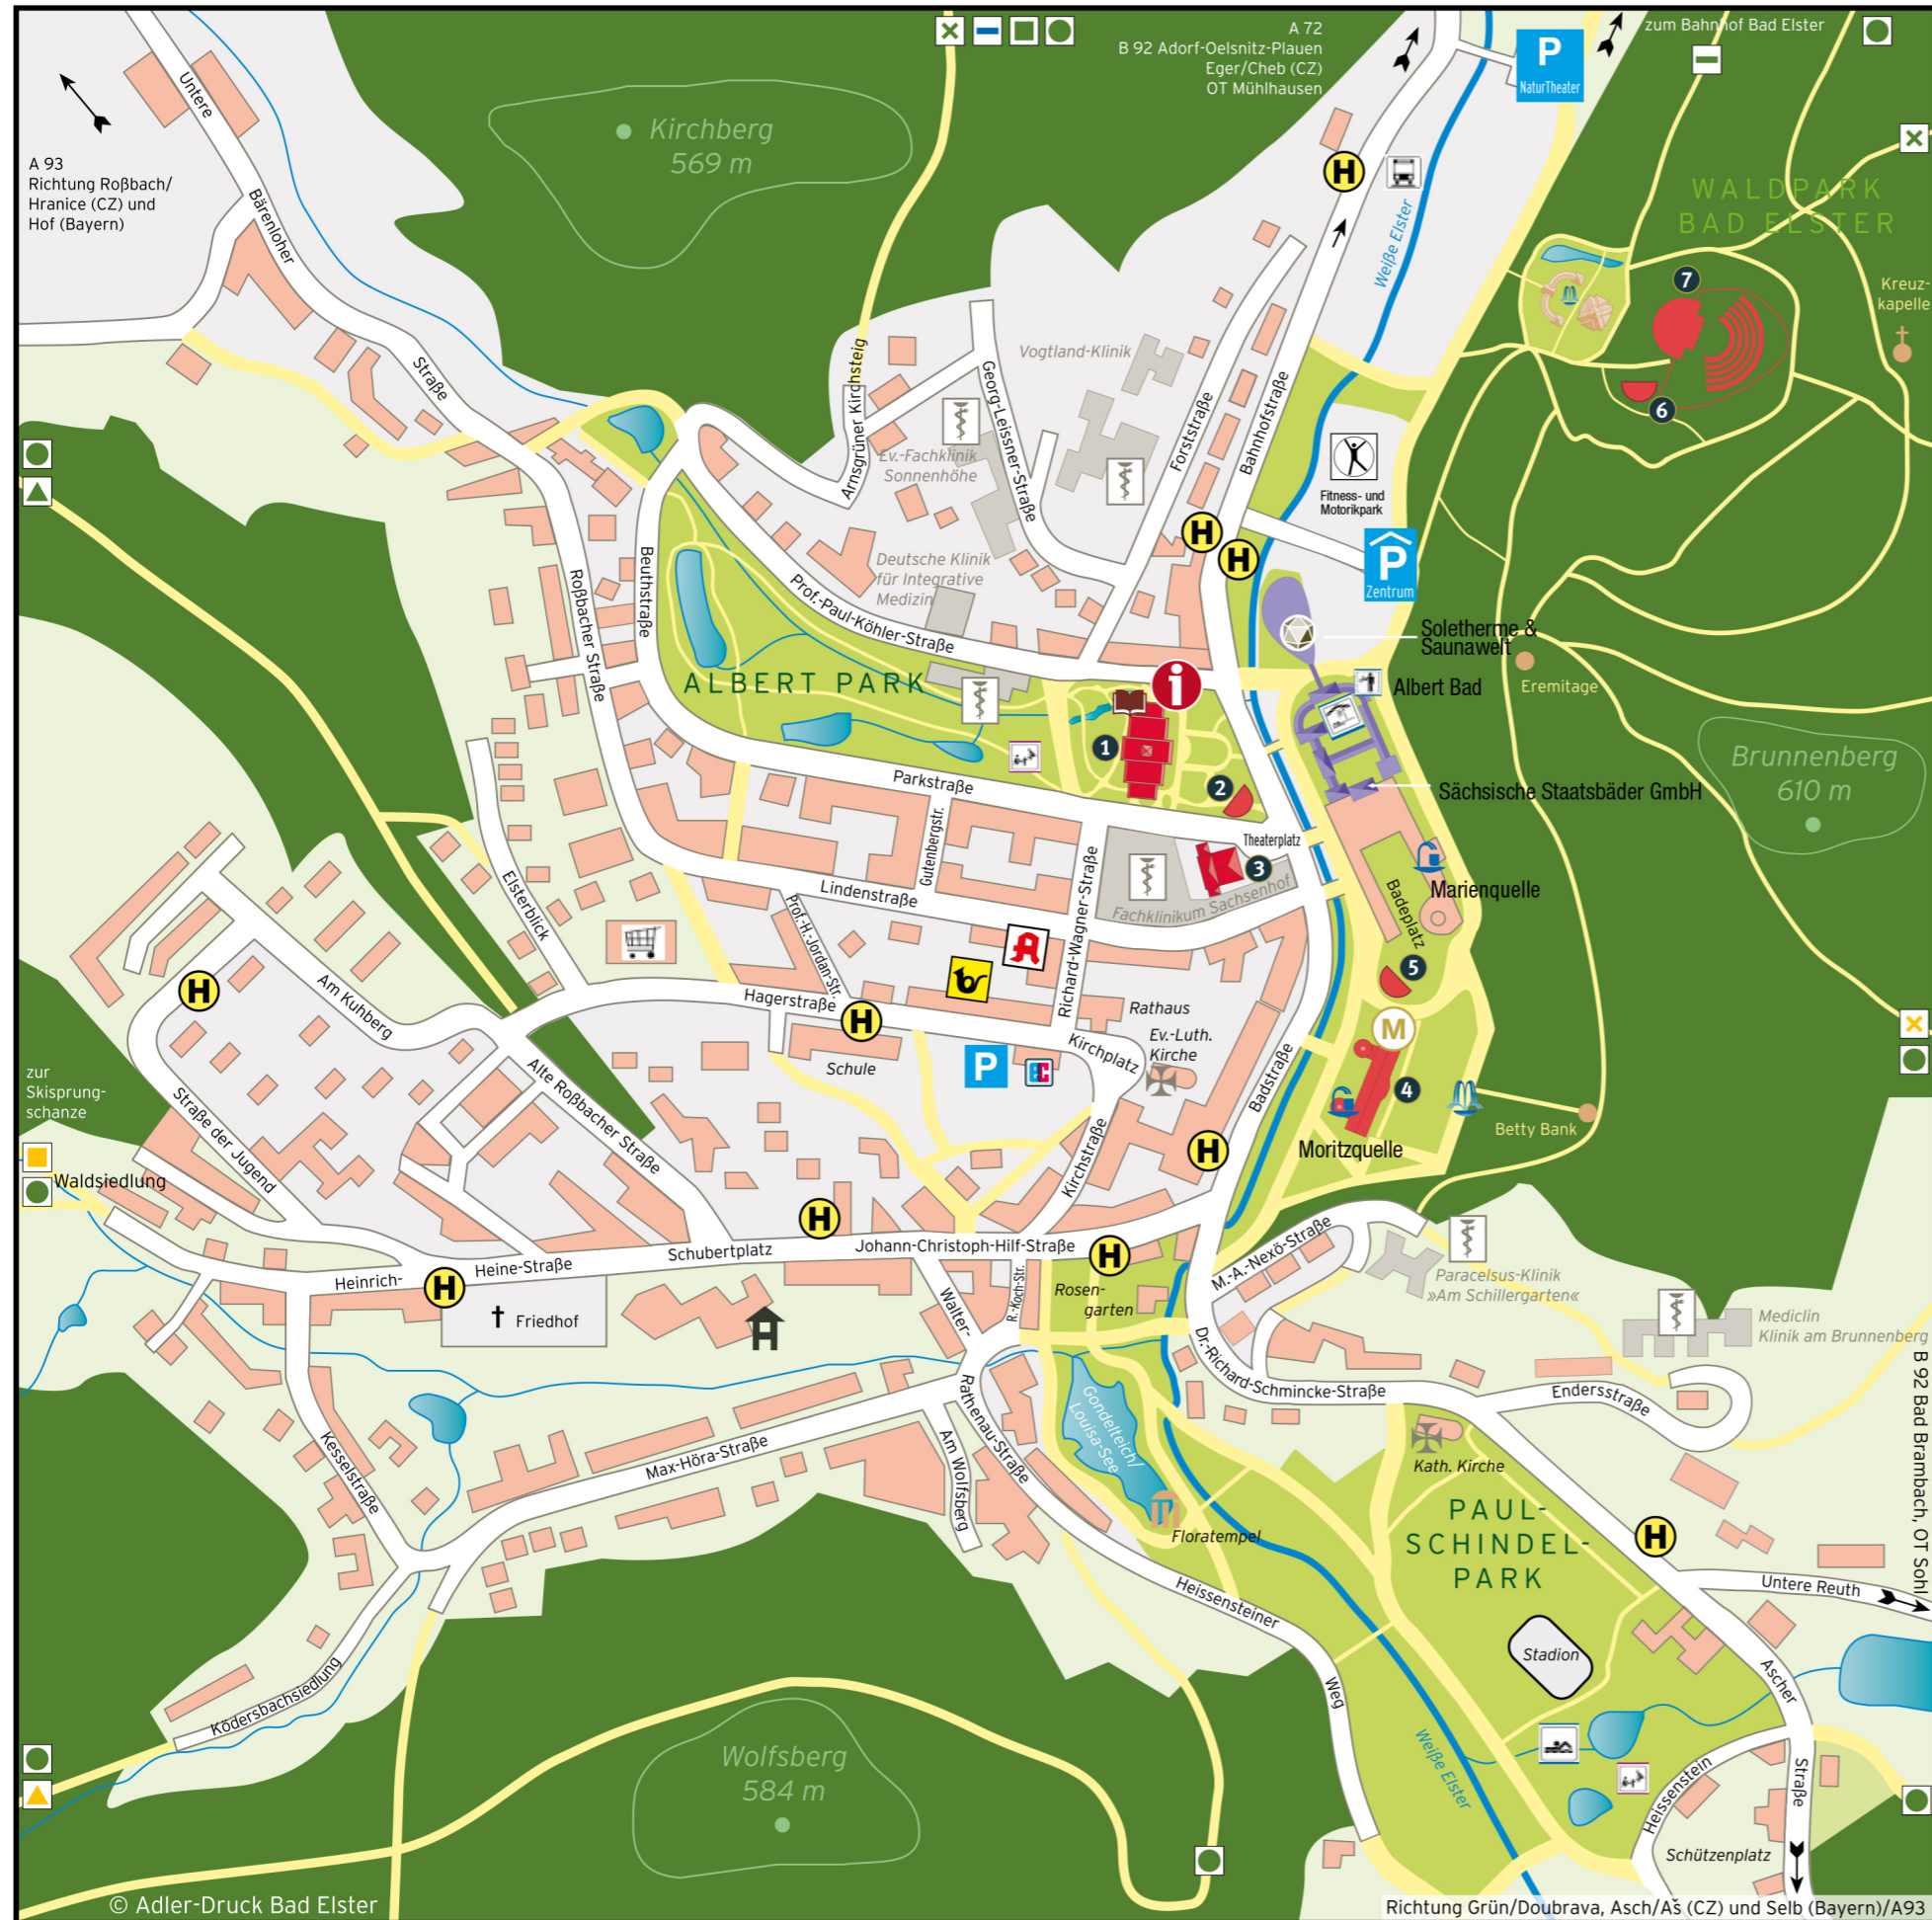 A 72
B 92 Adorf-Oelsnitz-Plauen
Eger/Cheb (CZ)
OT Mühlhausen
zum Bahnhof Bad Elster
P
NaturTheater
Untere
Bärenloher
Straße
A 93
Richtung Roßbach/
Hranice (CZ) und
Hof (Bayern)
Kirchberg
569 m
H
Weiße Elster
WALDPARK
BAD ELSTER
7
6
Kreuz-
kapelle
Vogtland-Klinik
Georg-Leissner-Straße
Arnsgrüner Kirchsteig
Ev.-Fachklinik
Sonnenhöhe
Forststraße
Bahnhofstraße
Fitness- und
Motorikpark
H
H
P
Zentrum
Deutsche Klinik
für Integrative
Medizin
Prof.-Paul-Köhler-Straße
Beuthstraße
Roßbacher Straße
ALBERT PARK
i
Soletherme &
Saunawelt
Eremitage
Albert Bad
1
2
Brunnenberg
610 m
Sächsische Staatsbäder GmbH
Parkstraße
Gutenbergstr.
Theaterplatz
3
Fachklinikum Sachsenhof
Marienquelle
Badeplatz
5
Lindenstraße
Prof.-H.-Jordan-Str.
Richard-Wagner-Straße
Elsterblick
A
Hagerstraße
H
Schule
P
EC
Rathaus
Ev.-Luth.
Kirche
Kirchplatz
Badstraße
M
4
Moritzquelle
Betty Bank
H
Am Kuhberg
H
Alte Roßbacher Straße
Straße der Jugend
zur
Skisprung-
schanze
Waldsiedlung
Kirchstraße
H
H
Schubertplatz
Johann-Christoph-Hilf-Straße
H
Heinrich-
H
Heine-Straße
Friedhof
H
Walter-
Rathenau-Straße
R.-Koch-Str.
Rosen-
garten
M.-A.-Nexö-Straße
Paracelsus-Klinik
»Am Schillergarten«
Mediclin
Klinik am Brunnenberg
Dr.-Richard-Schmincke-Straße
Endersstraße
B 92 Bad Brambach, OT Sohl
Gondelteich/
Louisa-See
Floratempel
Kath. Kirche
PAUL-
SCHINDEL-
PARK
H
Untere Reuth
Kesselstraße
Max-Höra-Straße
Am Wolfsberg
Heissensteiner
Weg
Ködersbachsiedlung
Stadion
Ascher
Straße
Weiße Elster
Heissenstein
Schützenplatz
Wolfsberg
584 m
© Adler-Druck Bad Elster
Richtung Grün/Doubrava, Asch/Aš (CZ) und Selb (Bayern)/A93